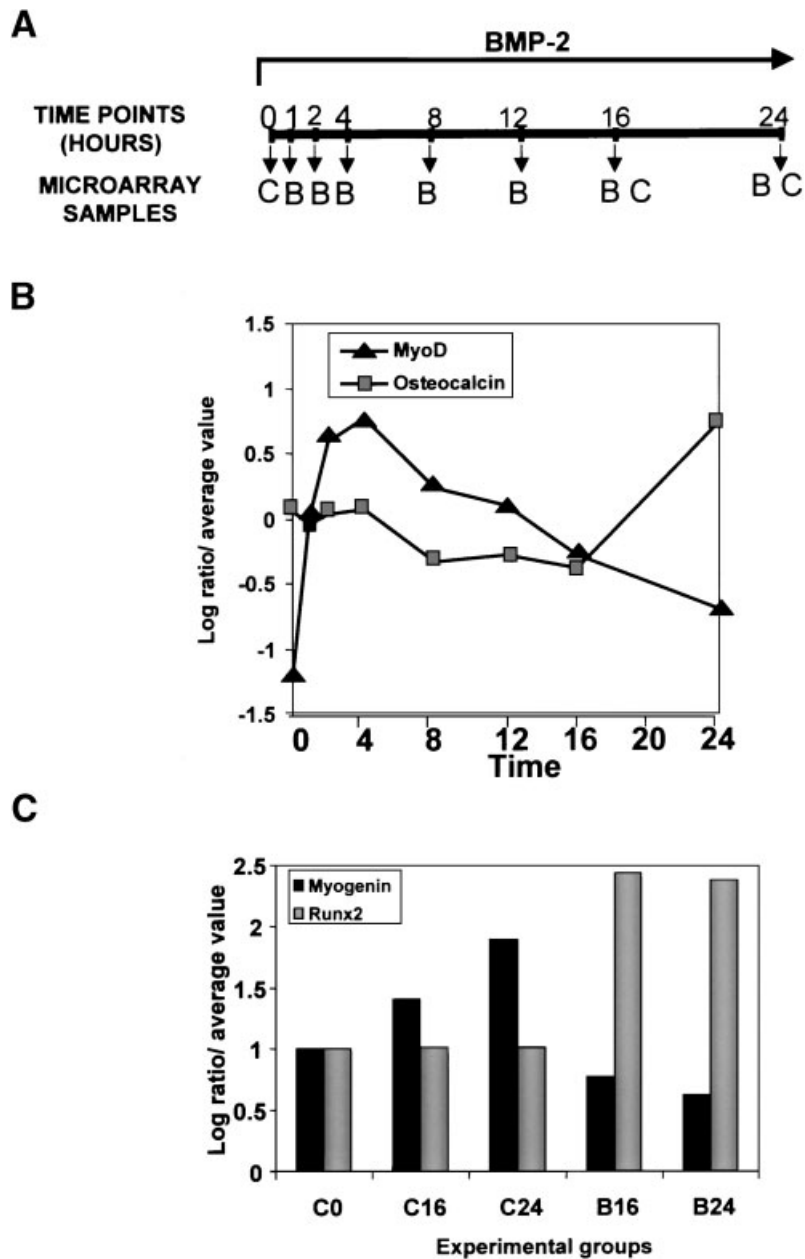 A
BMP-2
TIME POINTS
(HOURS)
0 1 2 4 8 12 16 24
MICROARRAY
SAMPLES
C B B B B B B C B C
B
1.5
1
0.5
0
-0.5
-1
-1.5
Log ratio/ average value
MyoD
Osteocalcin
0 4 8 12 16 20 24
Time
C
2.5
2
1.5
1
0.5
0
Log ratio/ average value
Myogenin
Runx2
C0 C16 C24 B16 B24
Experimental groups